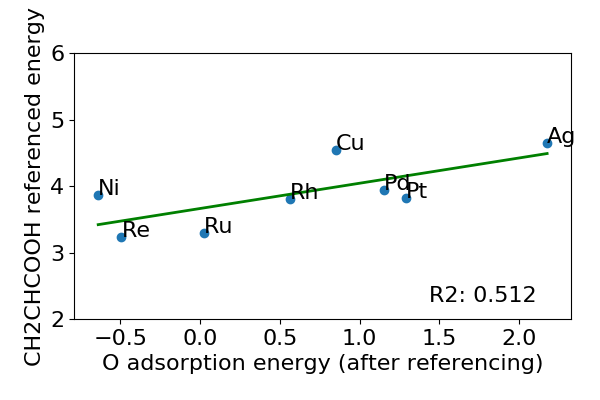 CH2CHCOOH referenced energy
6
5
4
3
2
Ni
Re
Ru
Rh
Cu
Pd
Pt
Ag
R2: 0.512
−0.5
0.0
0.5
1.0
1.5
2.0
O adsorption energy (after referencing)